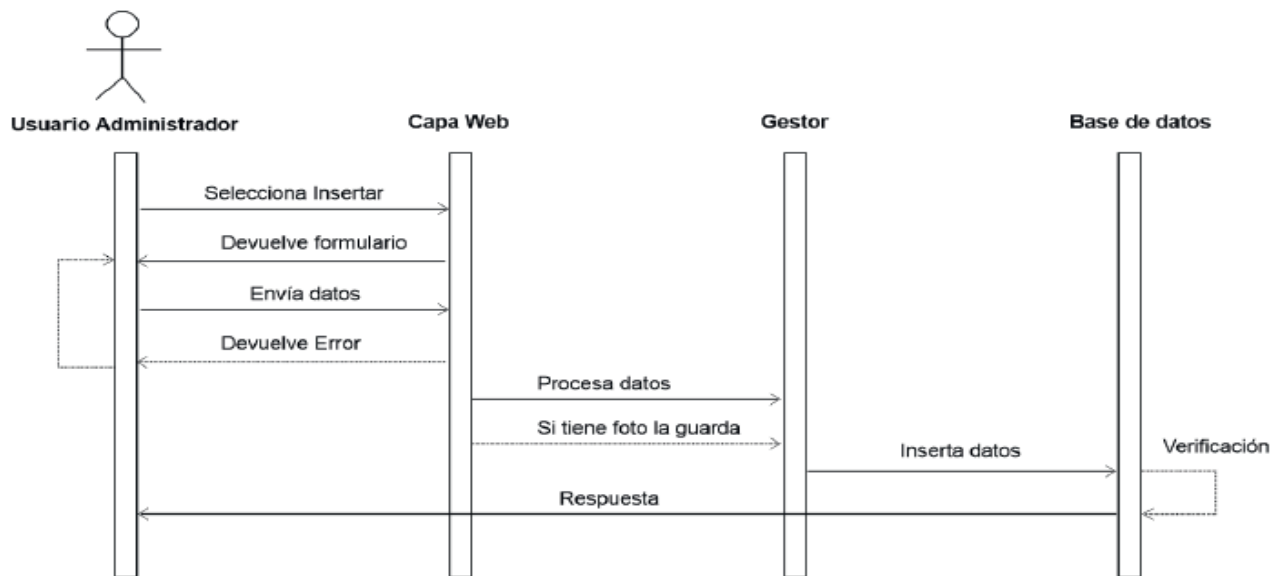 Usuario Administrador
Capa Web
Gestor
Base de datos
Selecciona Insertar
Devuelve formulario
Envía datos
Devuelve Error
Procesa datos
Si tiene foto la guarda
Inserta datos
Verificación
Respuesta